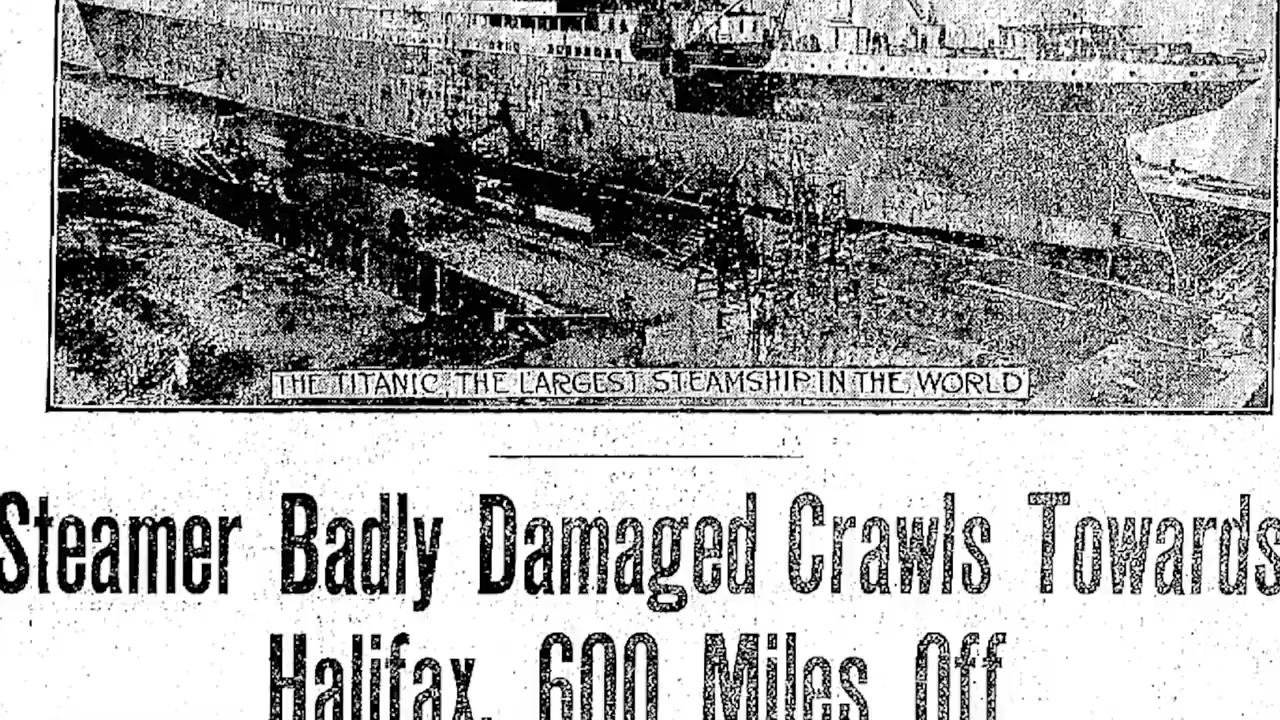 THE TITANIC, THE LARGEST STEAMSHIP IN THE WORLD
Steamer Badly Damaged Crawls Towards
Halifax, 600 Miles Off